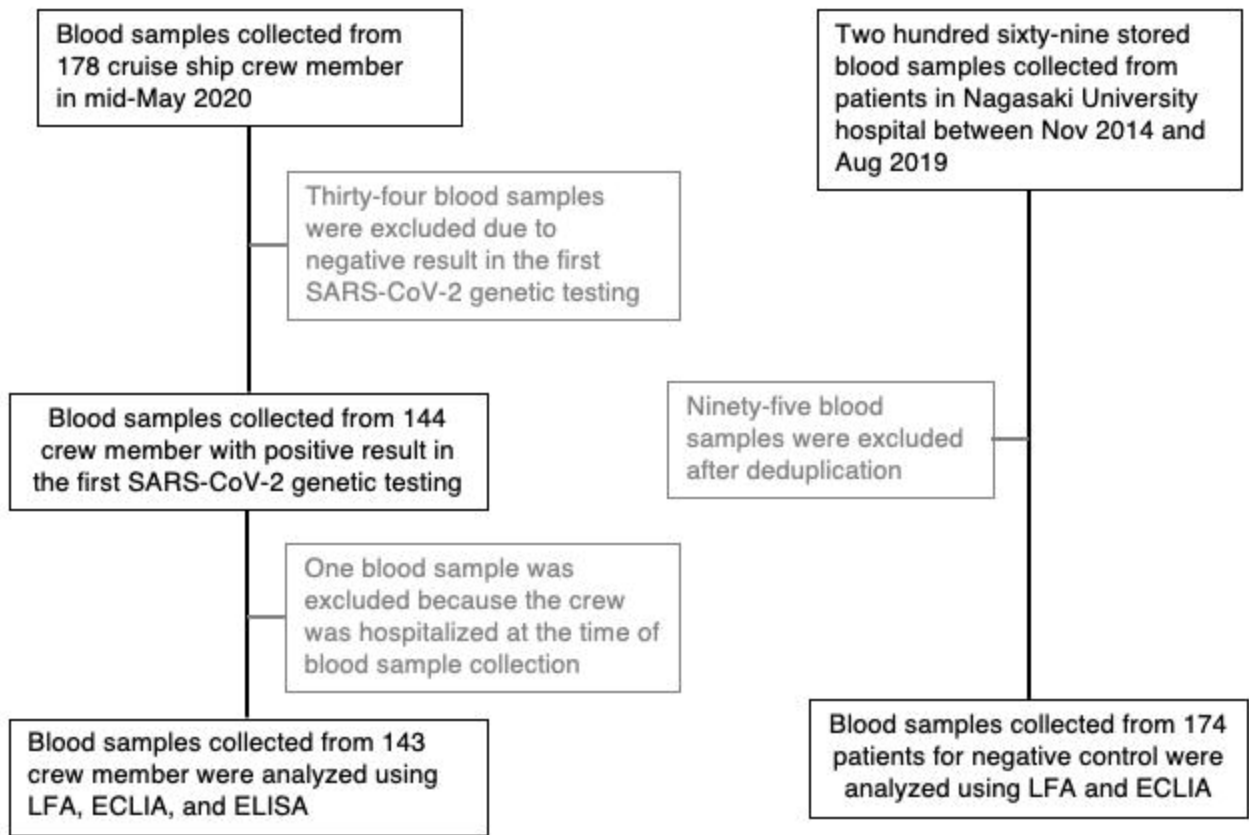 Blood samples collected from
178 cruise ship crew member
in mid-May 2020
Thirty-four blood samples
were excluded due to
negative result in the first
SARS-CoV-2 genetic testing
Blood samples collected from 144
crew member with positive result in
the first SARS-CoV-2 genetic testing
One blood sample was
excluded because the crew
was hospitalized at the time of
blood sample collection
Blood samples collected from 143
crew member were analyzed using
LFA, ECLIA, and ELISA
Two hundred sixty-nine stored
blood samples collected from
patients in Nagasaki University
hospital between Nov 2014 and
Aug 2019
Ninety-five blood
samples were excluded
after deduplication
Blood samples collected from 174
patients for negative control were
analyzed using LFA and ECLIA